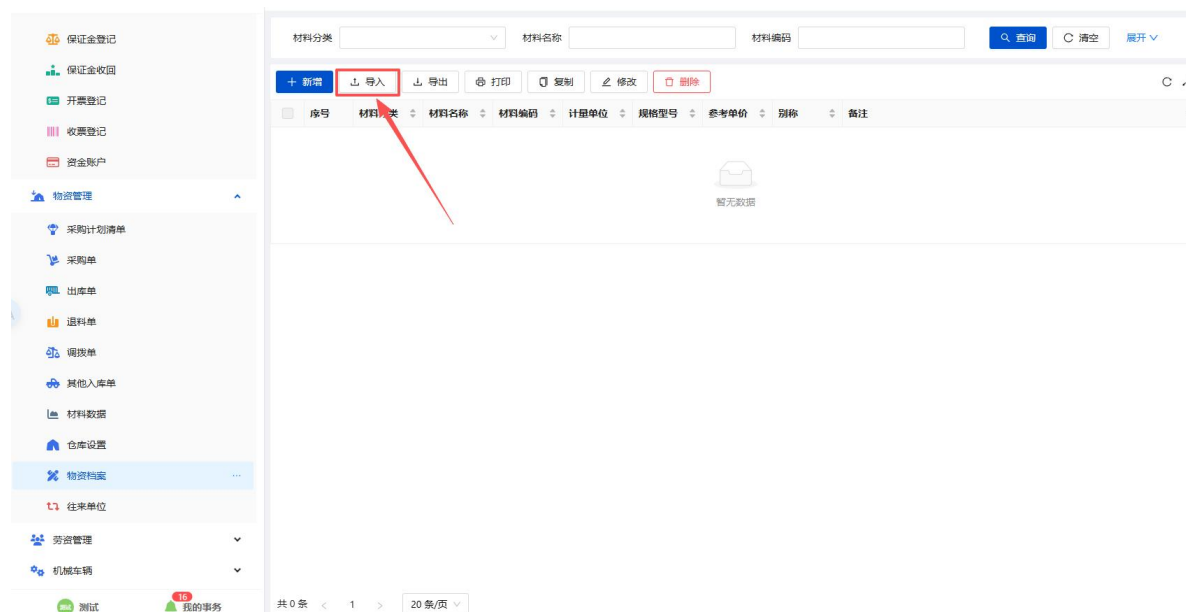 保证金登记
保证金收回
开票登记
收票登记
资金账户
物资管理
采购计划清单
采购单
出库单
退料单
调拨单
其他入库单
材料数据
仓库设置
物资档案 ...
往来单位
劳资管理
机械车辆
测试 16 我的事务
材料分类 材料名称 材料编码 查询 清空 展开
新增 导入 导出 打印 复制 修改 删除
序号 材料分类 材料名称 材料编码 计量单位 规格型号 参考单价 别称 备注
暂无数据
共 0 条 < 1 > 20 条/页